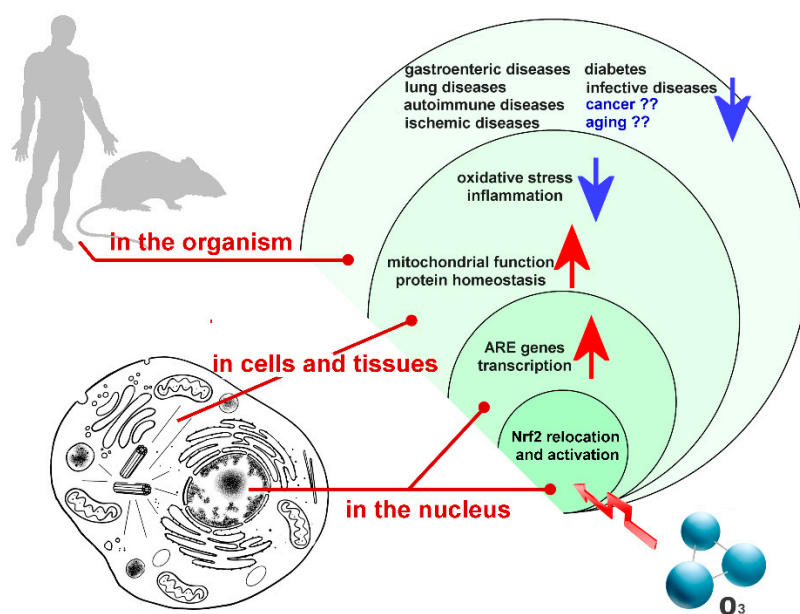 gastroenteric diseases
lung diseases
autoimmune diseases
ischemic diseases
diabetes
infective diseases
cancer ??
aging ??
oxidative stress
inflammation
in the organism
mitochondrial function
protein homeostasis
in cells and tissues
ARE genes
transcription
Nrf2 relocation
and activation
in the nucleus
O3